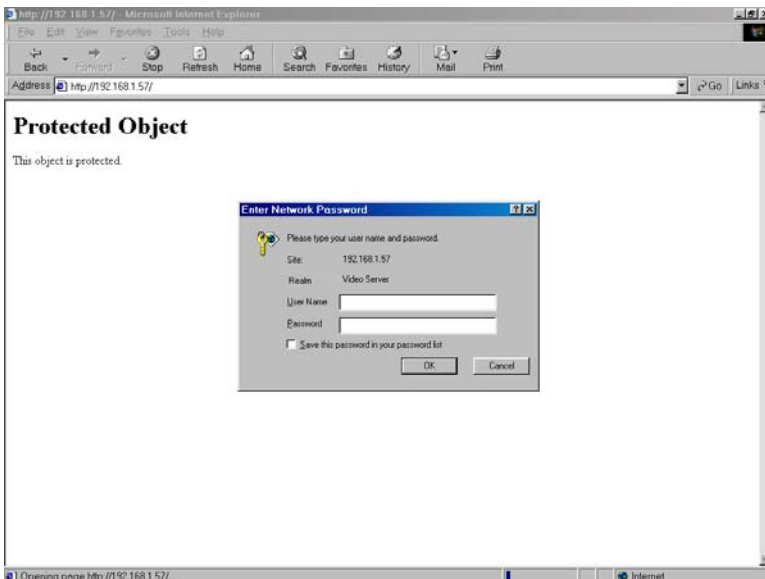 http://192.168.1.57/ - Microsoft Internet Explorer
File Edit View Favorites Tools Help
Back Forward Stop Refresh Home Search Favorites History Mail Print
Address http://192.168.1.57/ Go Links
Protected Object
This object is protected.
Enter Network Password
Please type your user name and password.
Site: 192.168.1.57
Realm Video Server
User Name
Password
Save this password in your password list
OK Cancel
Opening page http://192.168.1.57/ Internet